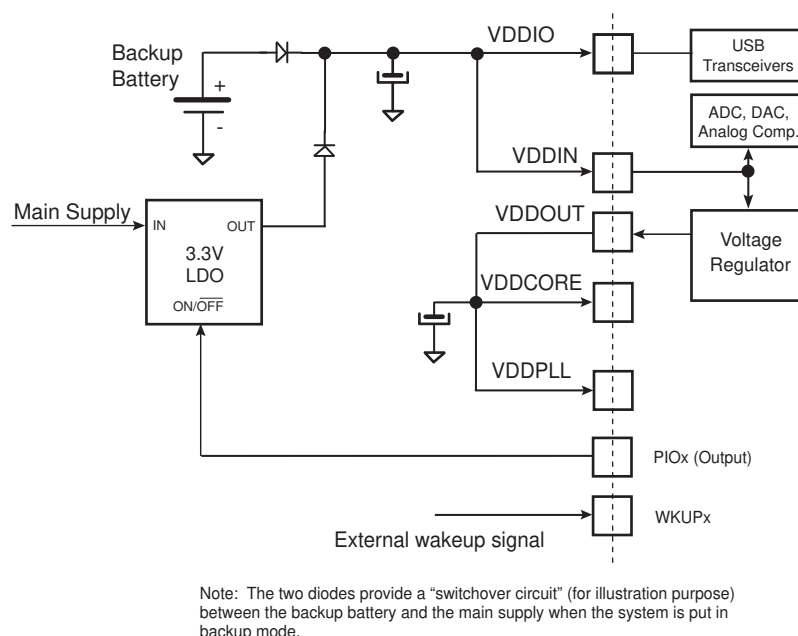 Backup
Battery
+
-
VDDIO
USB
Transceivers
ADC, DAC,
Analog Comp.
VDDIN
Main Supply
IN
OUT
3.3V
LDO
ON/OFF
VDDOUT
Voltage
Regulator
VDDCORE
VDDPLL
PIOx (Output)
WKUPx
External wakeup signal
Note: The two diodes provide a “switchover circuit” (for illustration purpose)
between the backup battery and the main supply when the system is put in
backup mode.